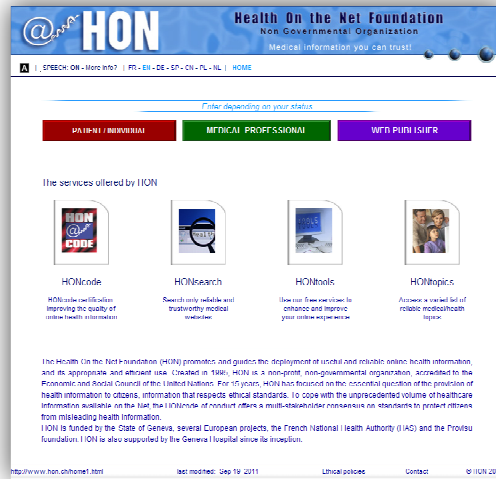 @ HON
Health On the Net Foundation
Non Governmental Organization
Medical information you can trust!
A | SPEECH: ON - More Info? | FR - EN - DE - SP - CN - PL - NL | HOME
Enter depending on your status
PATIENT / INDIVIDUAL MEDICAL PROFESSIONAL WEB PUBLISHER
The services offered by HON
HON
CODE
HONcode HONsearch HONtools HONtopics
HONcode certification Search only reliable and Use our free services to Access a varied list of
improving the quality of trustworthy medical enhance and improve reliable medical/health
online health information websites your online experience topics
The Health On the Net Foundation (HON) promotes and guides the deployment of useful and reliable online health information,
and its appropriate and efficient use. Created in 1995, HON is a non-profit, non-governmental organization, accredited to the
Economic and Social Council of the United Nations. For 15 years, HON has focused on the essential question of the provision of
health information to citizens, information that respects ethical standards. To cope with the unprecedented volume of healthcare
information available on the Net, the HONcode of conduct offers a multi-stakeholder consensus on standards to protect citizens
from misleading health information.
HON is funded by the State of Geneva, several European projects, the French National Health Authority (HAS) and the Provisu
foundation. HON is also supported by the Geneva Hospital since its inception.
http://www.hon.ch/home1.html last modified: Sep 19 2011 Ethical policies Contact © HON 20